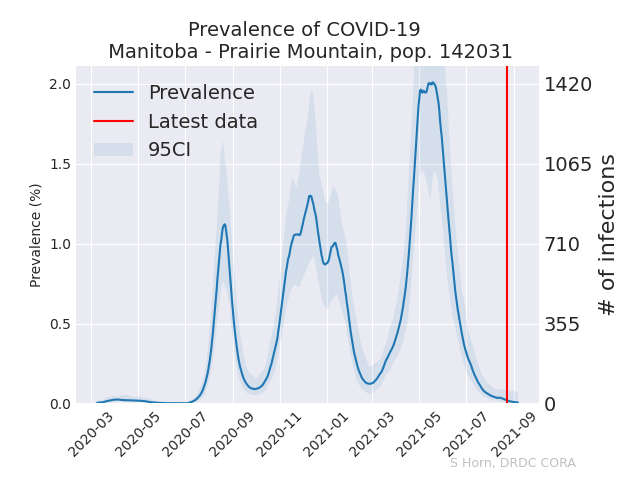 Prevalence of COVID-19
Manitoba - Prairie Mountain, pop. 142031
Prevalence
Latest data
95CI
Prevalence (%)
2.0
1.5
1.0
0.5
0.0
1420
1065
710
355
0
# of infections
2020-03
2020-05
2020-07
2020-09
2020-11
2021-01
2021-03
2021-05
2021-07
2021-09
S Horn, DRDC CORA